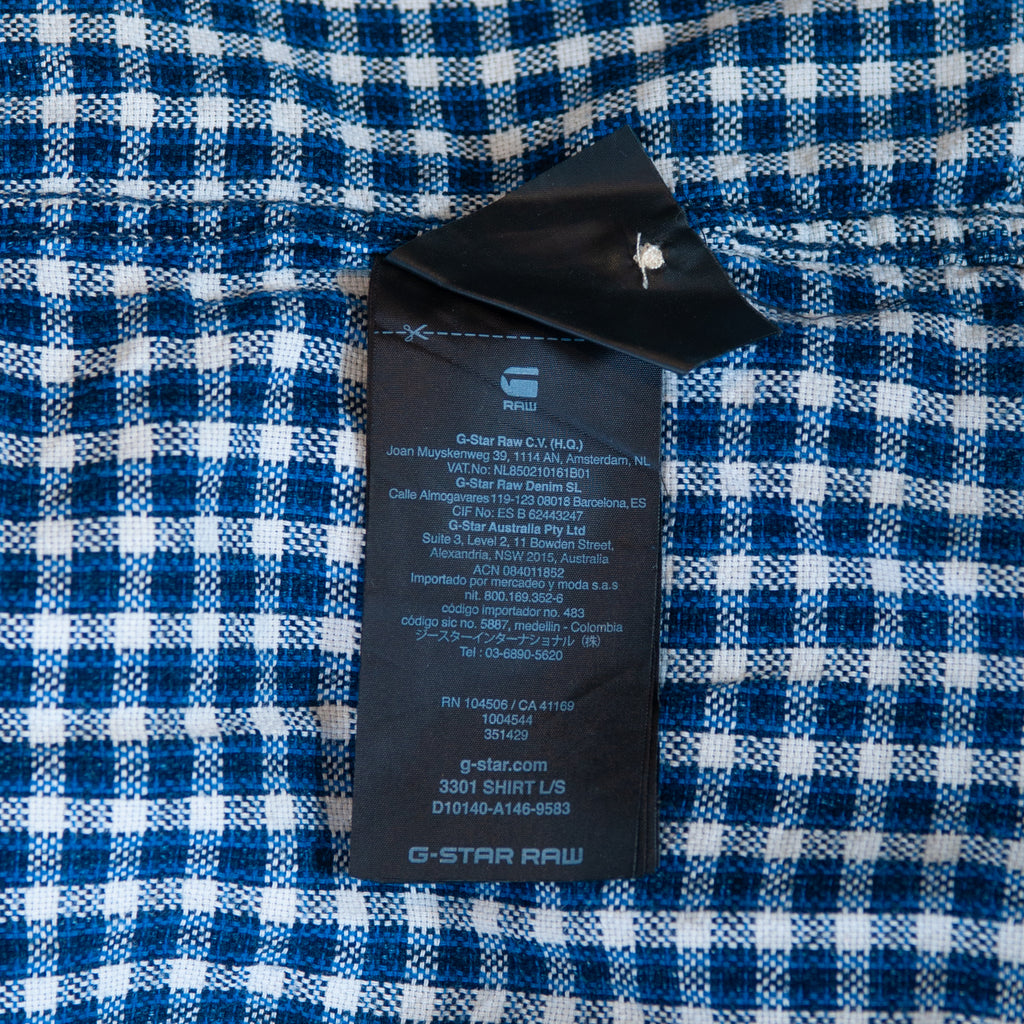 RAW
G-Star Raw C.V. (H.Q.)
Joan Muyskenweg 39, 1114 AN, Amsterdam, NL
VAT.No: NL850210161B01
G-Star Raw Denim SL
Calle Almogavares 119-123 08018 Barcelona, ES
CIF No: ES B 62443247
G-Star Australia Pty Ltd
Suite 3, Level 2, 11 Bowden Street,
Alexandria, NSW 2015, Australia
ACN 084011852
Importado por mercadeo y moda s.a.s
nit. 800.169.352-6
código importador no. 483
código sic no. 5887, medellin - Colombia
ジースターインターナショナル (株)
Tel : 03-6890-5620
RN 104506 / CA 41169
1004544
351429
g-star.com
3301 SHIRT L/S
D10140-A146-9583
G-STAR RAW